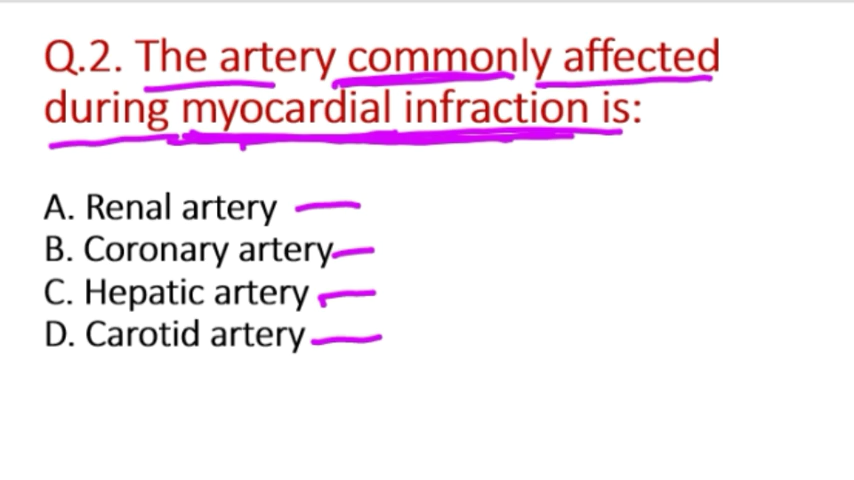 Q.2. The artery commonly affected
during myocardial infraction is:
A. Renal artery
B. Coronary artery
C. Hepatic artery
D. Carotid artery